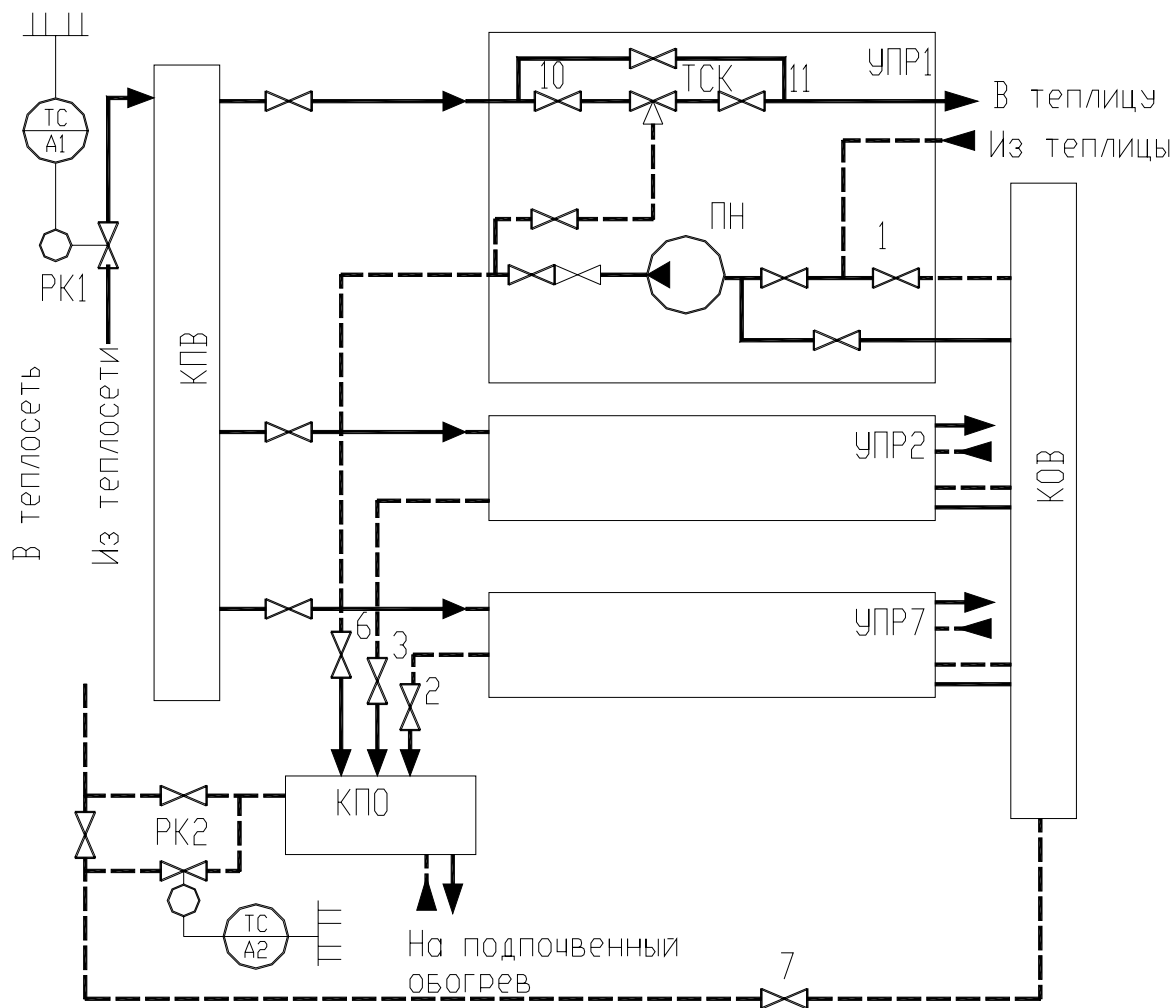 10
ТСК
11
УПР1
В теплицу
Из теплицы
ТС
А1
ПН
1
РК1
КПВ
В теплосеть
Из теплосети
УПР2
КОВ
УПР7
6
3
2
КПО
РК2
ТС
А2
На подпочвенный
обогрев
7